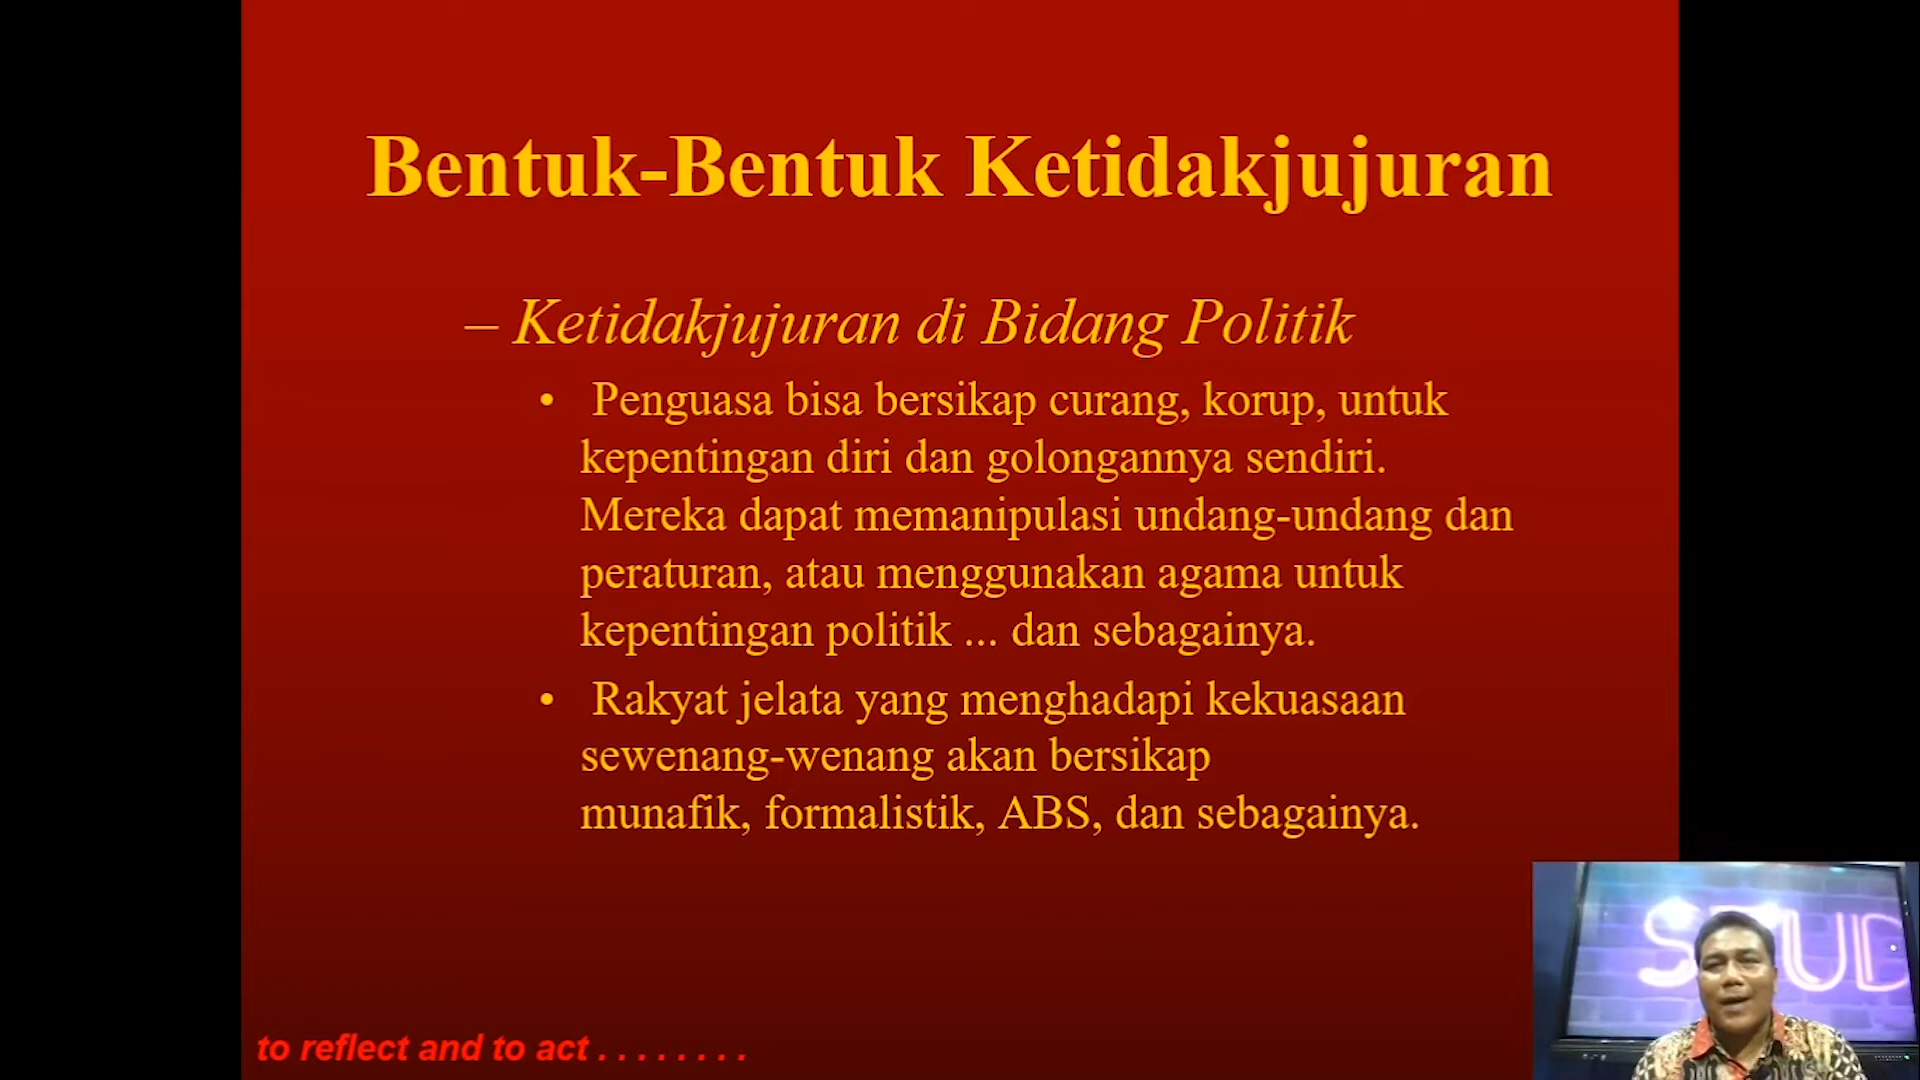 Bentuk-Bentuk Ketidakjujuran
– Ketidakjujuran di Bidang Politik
• Penguasa bisa bersikap curang, korup, untuk
kepentingan diri dan golongannya sendiri.
Mereka dapat memanipulasi undang-undang dan
peraturan, atau menggunakan agama untuk
kepentingan politik ... dan sebagainya.
• Rakyat jelata yang menghadapi kekuasaan
sewenang-wenang akan bersikap
munafik, formalistik, ABS, dan sebagainya.
STUD
to reflect and to act . . . . . . . .